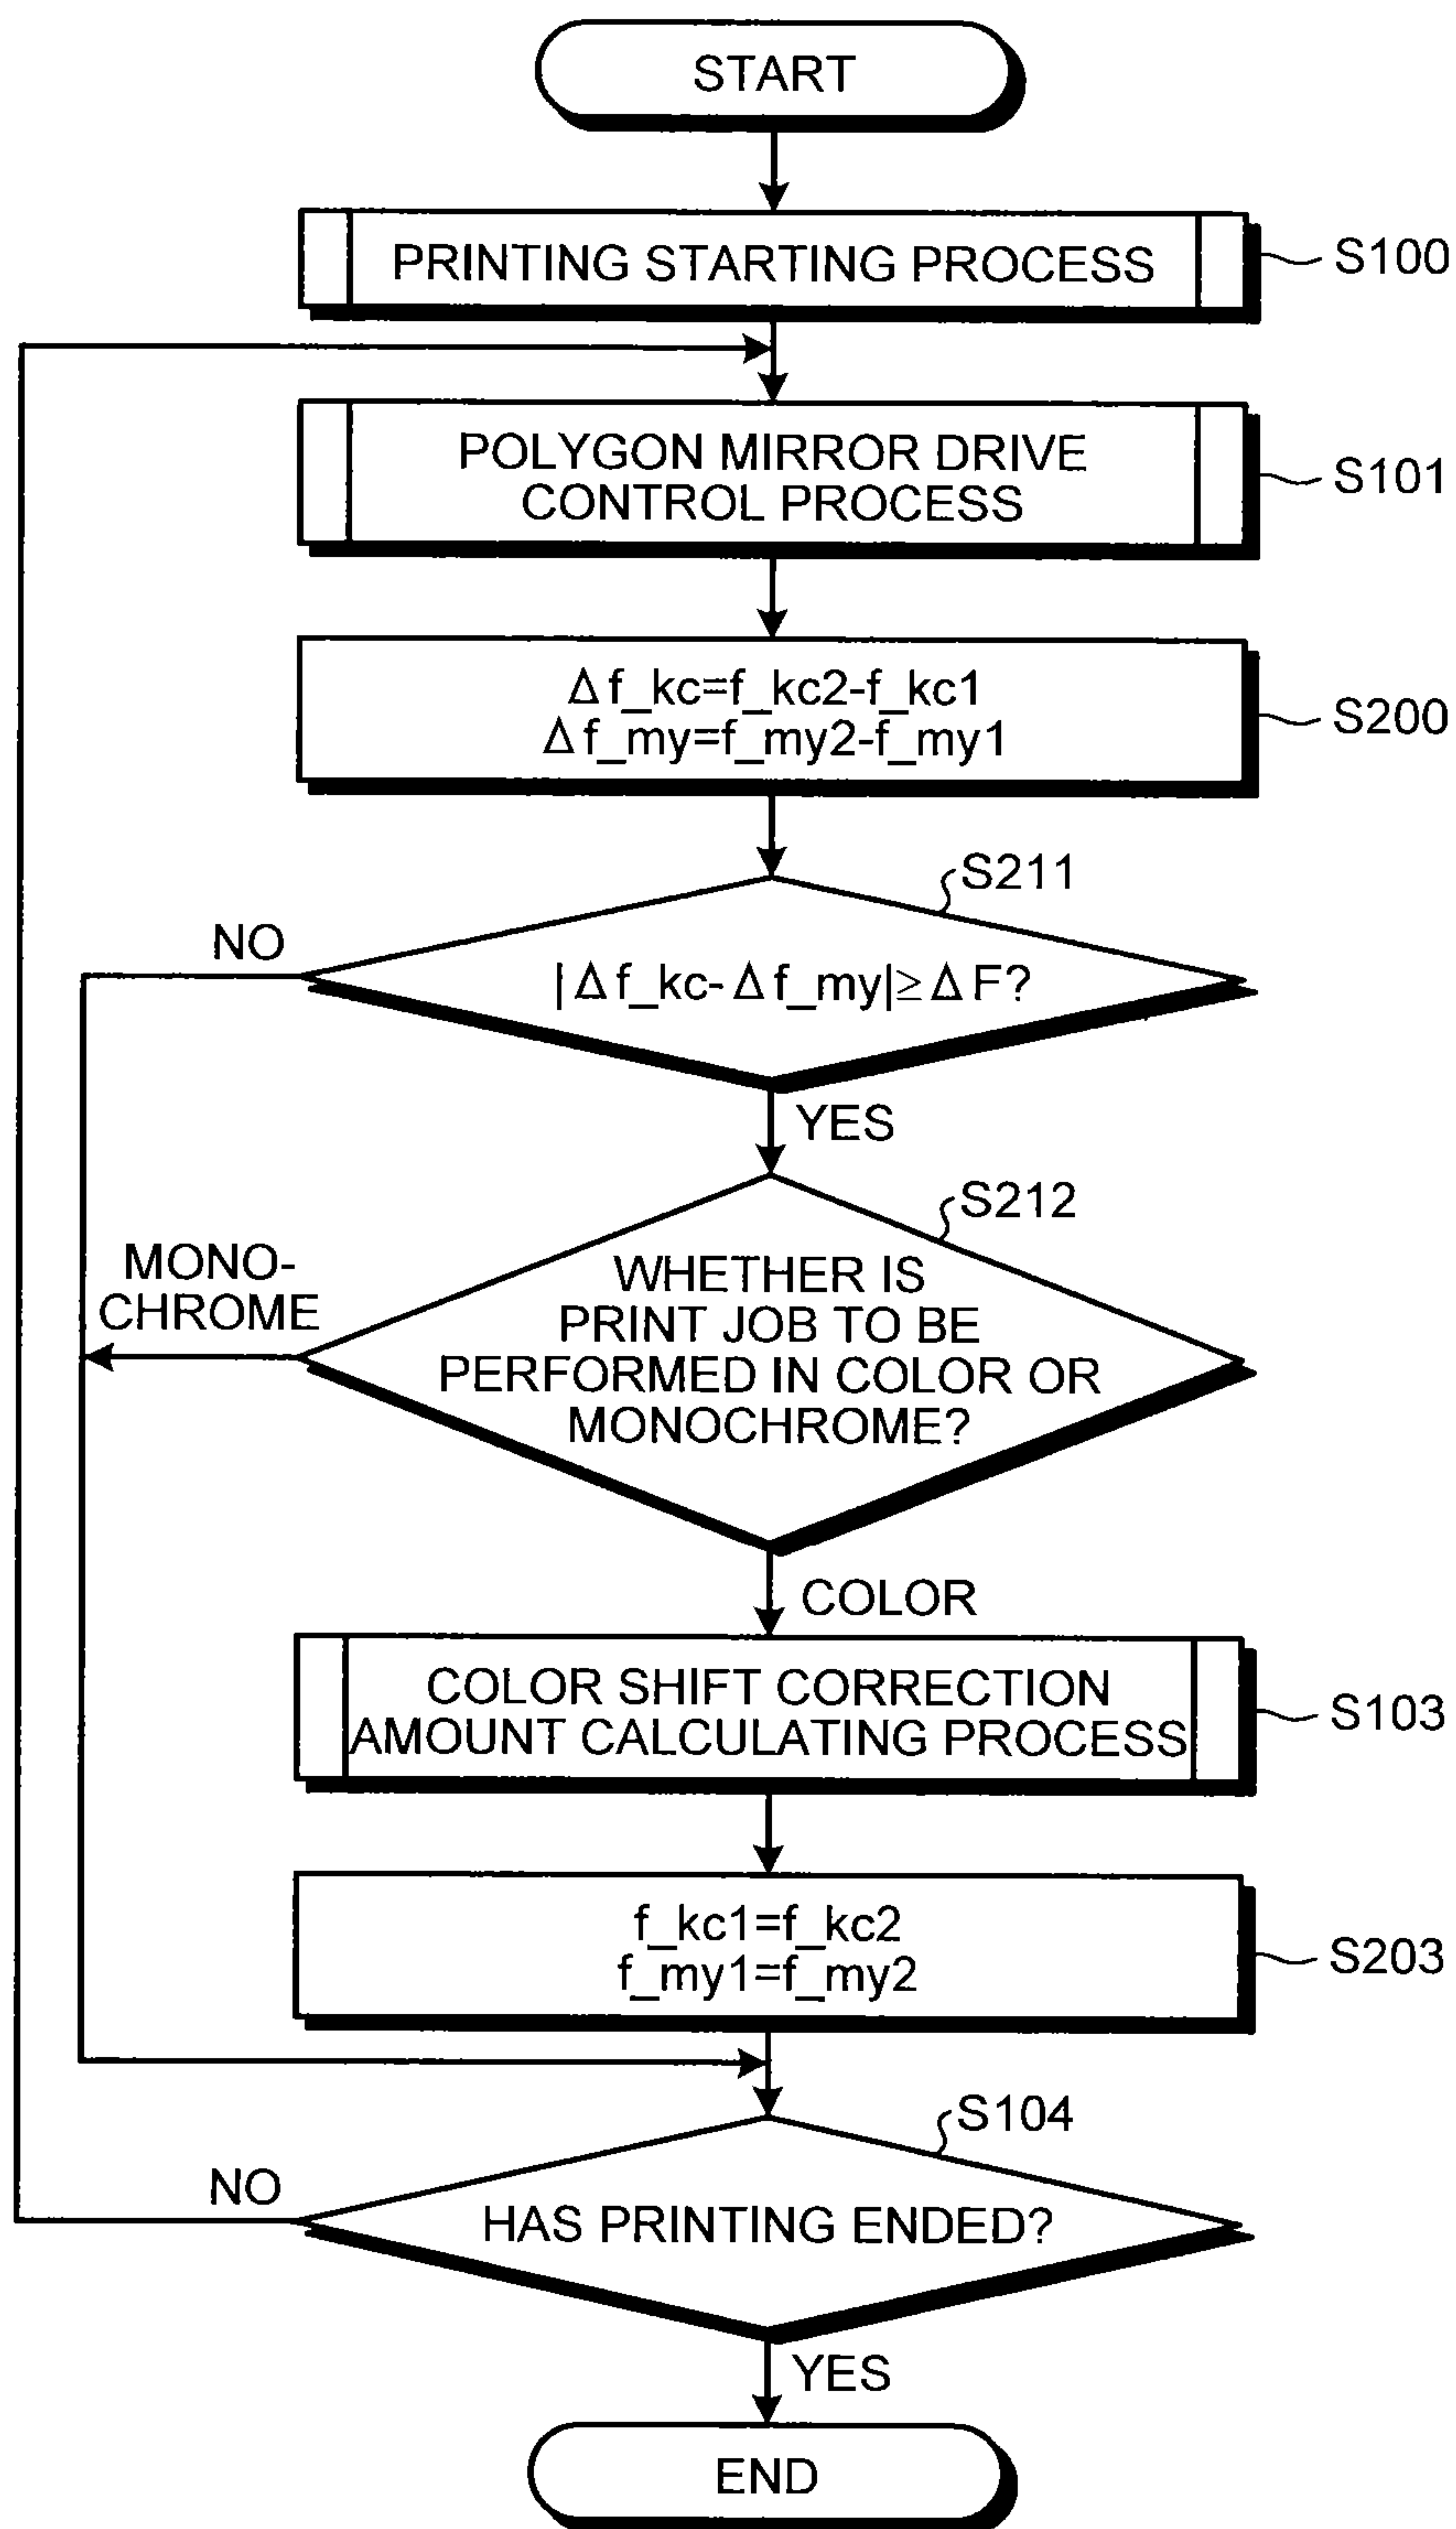 START
PRINTING STARTING PROCESS
S100
POLYGON MIRROR DRIVE
CONTROL PROCESS
S101
Δf_kc=f_kc2-f_kc1
Δf_my=f_my2-f_my1
S200
S211
NO
|Δf_kc-Δf_my|≥ΔF?
YES
S212
MONO-
CHROME
WHETHER IS
PRINT JOB TO BE
PERFORMED IN COLOR OR
MONOCHROME?
COLOR
COLOR SHIFT CORRECTION
AMOUNT CALCULATING PROCESS
S103
f_kc1=f_kc2
f_my1=f_my2
S203
S104
NO
HAS PRINTING ENDED?
YES
END